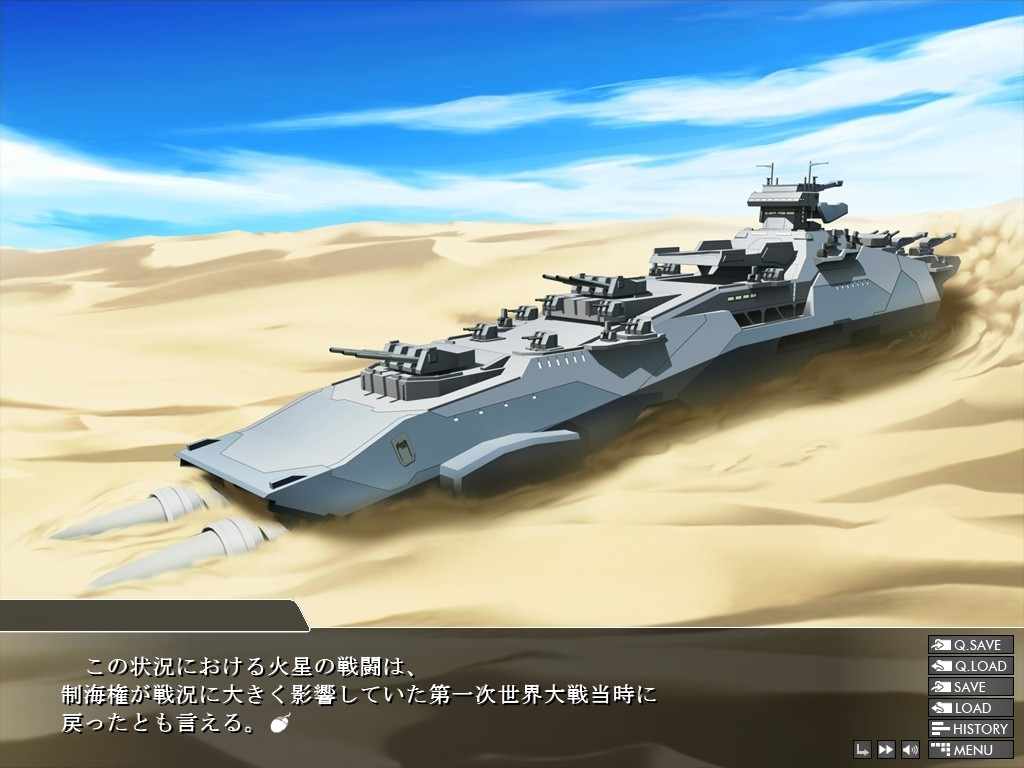 この状況における火星の戦闘は、
制海権が戦況に大きく影響していた第一次世界大戦当時に
戻ったとも言える。
Q.SAVE
Q.LOAD
SAVE
LOAD
HISTORY
MENU